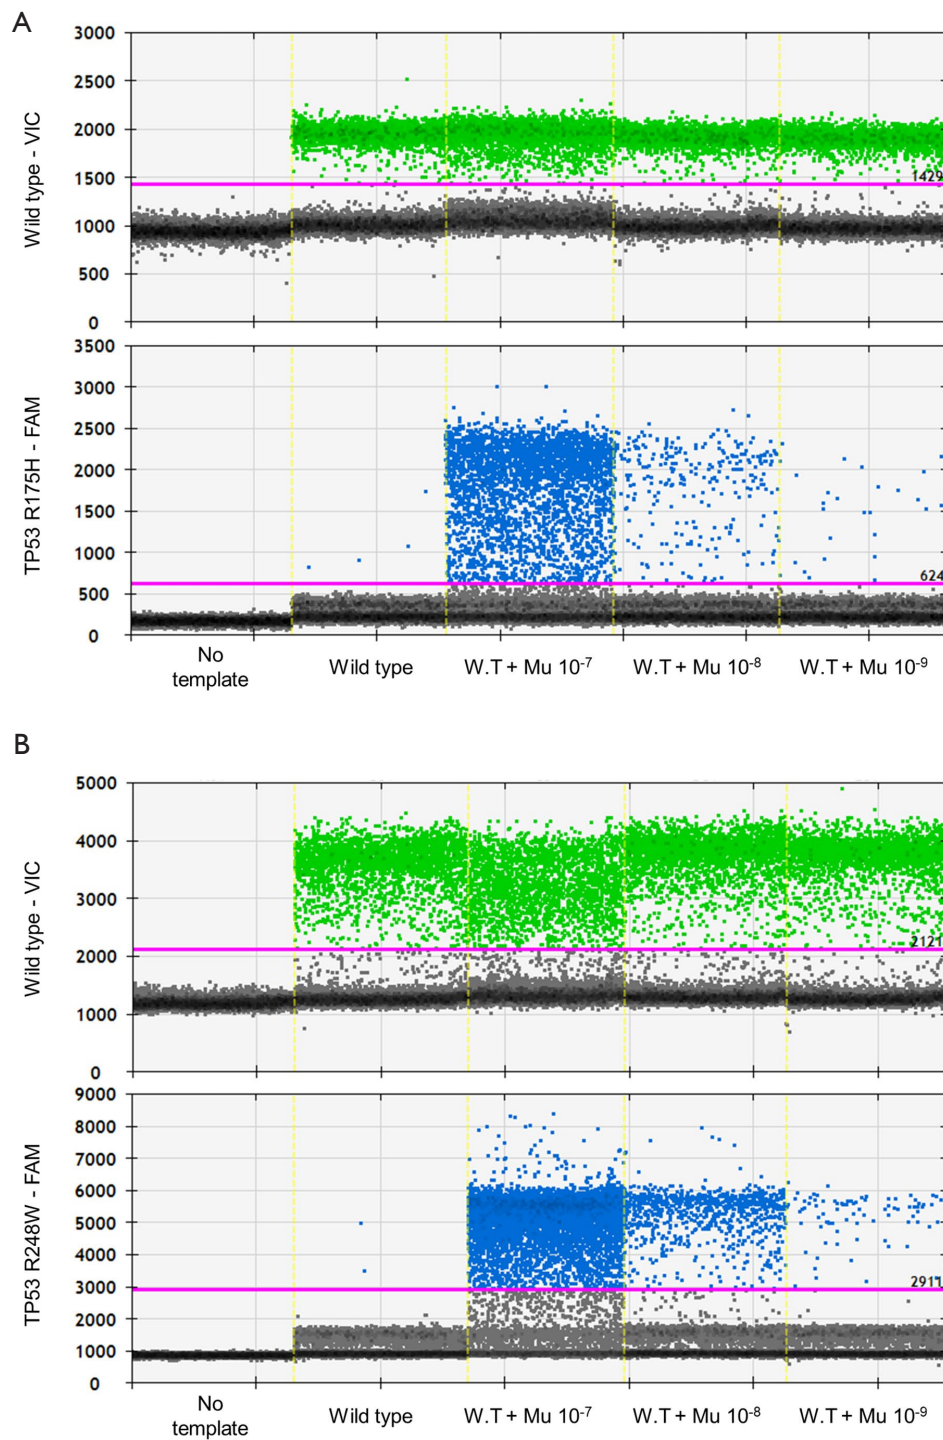 A
3000
2500
2000
1500
1000
500
0
Wild type - VIC
1429
3500
3000
2500
2000
1500
1000
500
0
TP53 R175H - FAM
624
No template
Wild type
W.T + Mu 10⁻⁷
W.T + Mu 10⁻⁸
W.T + Mu 10⁻⁹
B
5000
4000
3000
2000
1000
0
Wild type - VIC
2121
9000
8000
7000
6000
5000
4000
3000
2000
1000
0
TP53 R248W - FAM
2911
No template
Wild type
W.T + Mu 10⁻⁷
W.T + Mu 10⁻⁸
W.T + Mu 10⁻⁹